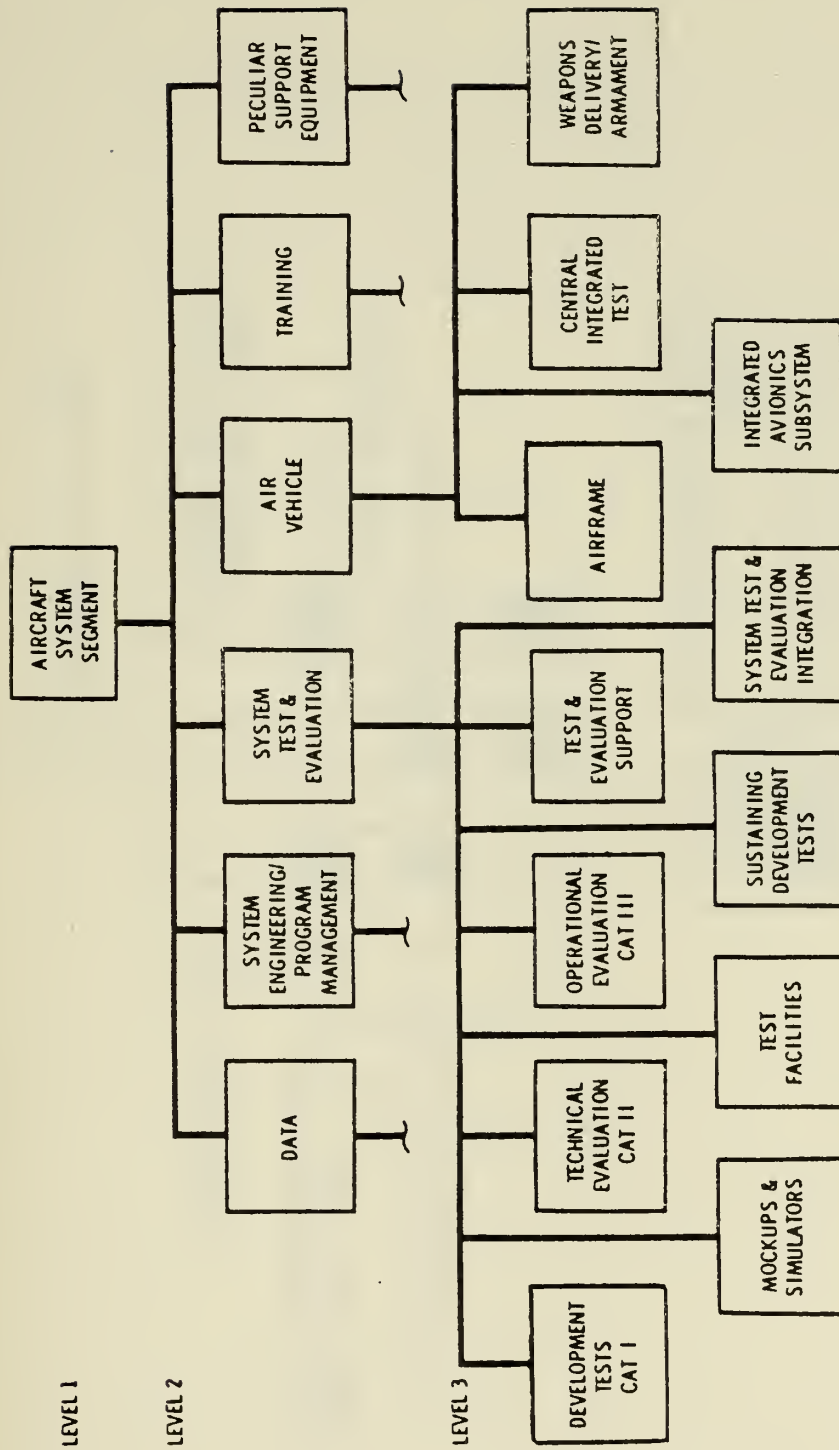 LEVEL 1
AIRCRAFT
SYSTEM
SEGMENT
LEVEL 2
DATA
SYSTEM
ENGINEERING/
PROGRAM
MANAGEMENT
SYSTEM
TEST &
EVALUATION
AIR
VEHICLE
TRAINING
PECULIAR
SUPPORT
EQUIPMENT
LEVEL 3
DEVELOPMENT
TESTS
CAT I
TECHNICAL
EVALUATION
CAT II
OPERATIONAL
EVALUATION
CAT III
TEST &
EVALUATION
SUPPORT
AIRFRAME
CENTRAL
INTEGRATED
TEST
WEAPONS
DELIVERY/
ARMAMENT
MOCKUPS &
SIMULATORS
TEST
FACILITIES
SUSTAINING
DEVELOPMENT
TESTS
SYSTEM TEST &
EVALUATION
INTEGRATION
INTEGRATED
AVIONICS
SUBSYSTEM